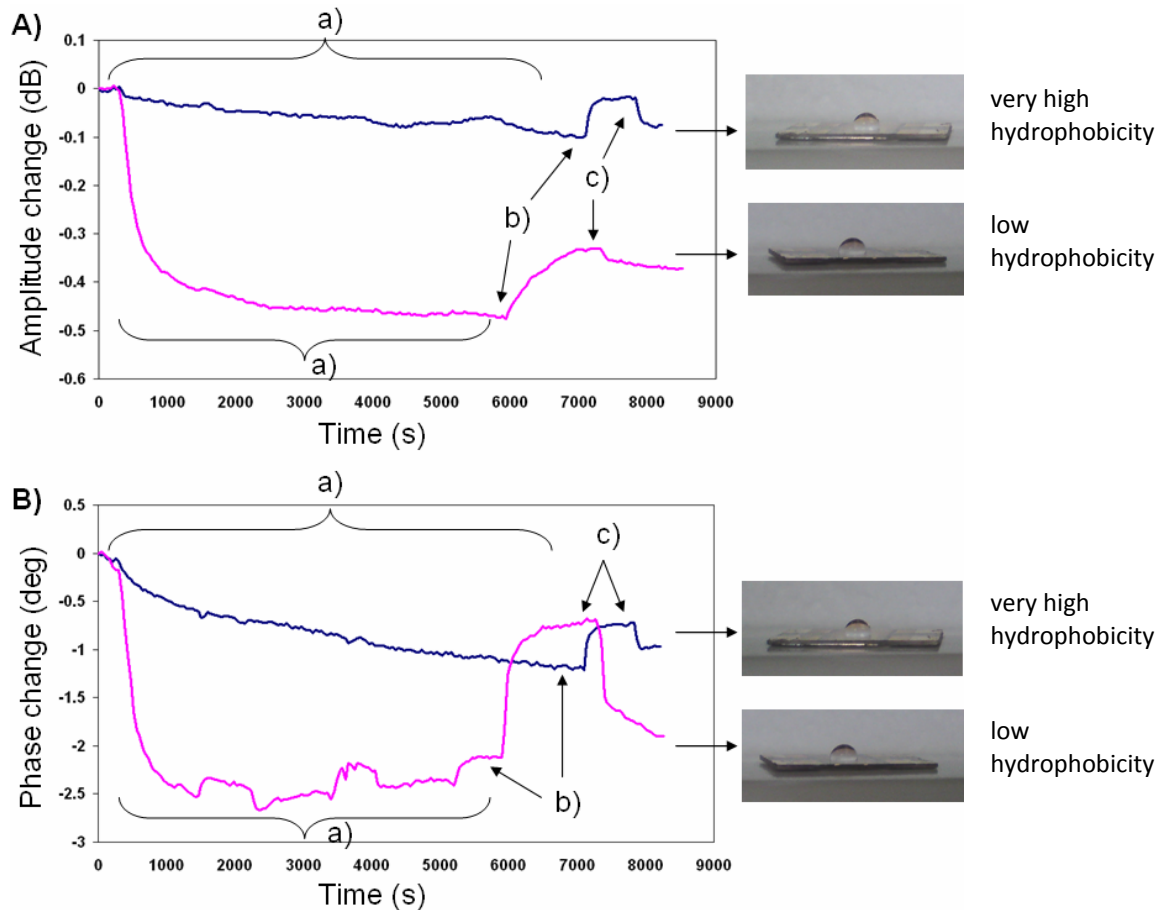 A)
a)
0.1
0
-0.1
-0.2
-0.3
-0.4
-0.5
-0.6
Amplitude change (dB)
b)
c)
a)
0 1000 2000 3000 4000 5000 6000 7000 8000 9000
Time (s)
very high
hydrophobicity
low
hydrophobicity
B)
a)
0.5
0
-0.5
-1
-1.5
-2
-2.5
-3
Phase change (deg)
c)
b)
a)
0 1000 2000 3000 4000 5000 6000 7000 8000 9000
Time (s)
very high
hydrophobicity
low
hydrophobicity